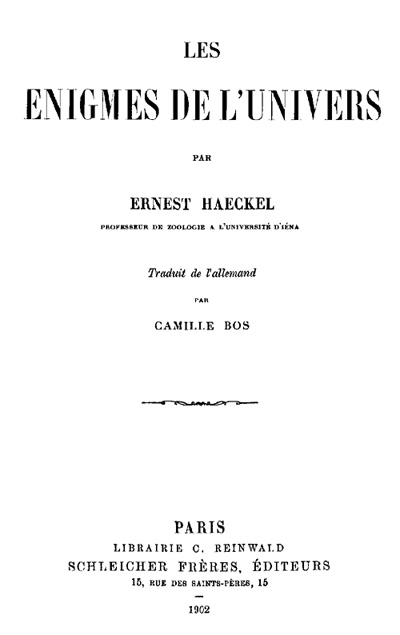 LES
ENIGMES DE L'UNIVERS
PAR
ERNEST HAECKEL
PROFESSEUR DE ZOOLOGIE A L'UNIVERSITÉ D'IÉNA
Traduit de l'allemand
PAR
CAMILLE BOS
PARIS
LIBRAIRIE C. REINWALD
SCHLEICHER FRÈRES, ÉDITEURS
15, RUE DES SAINTS-PÈRES, 15
1902